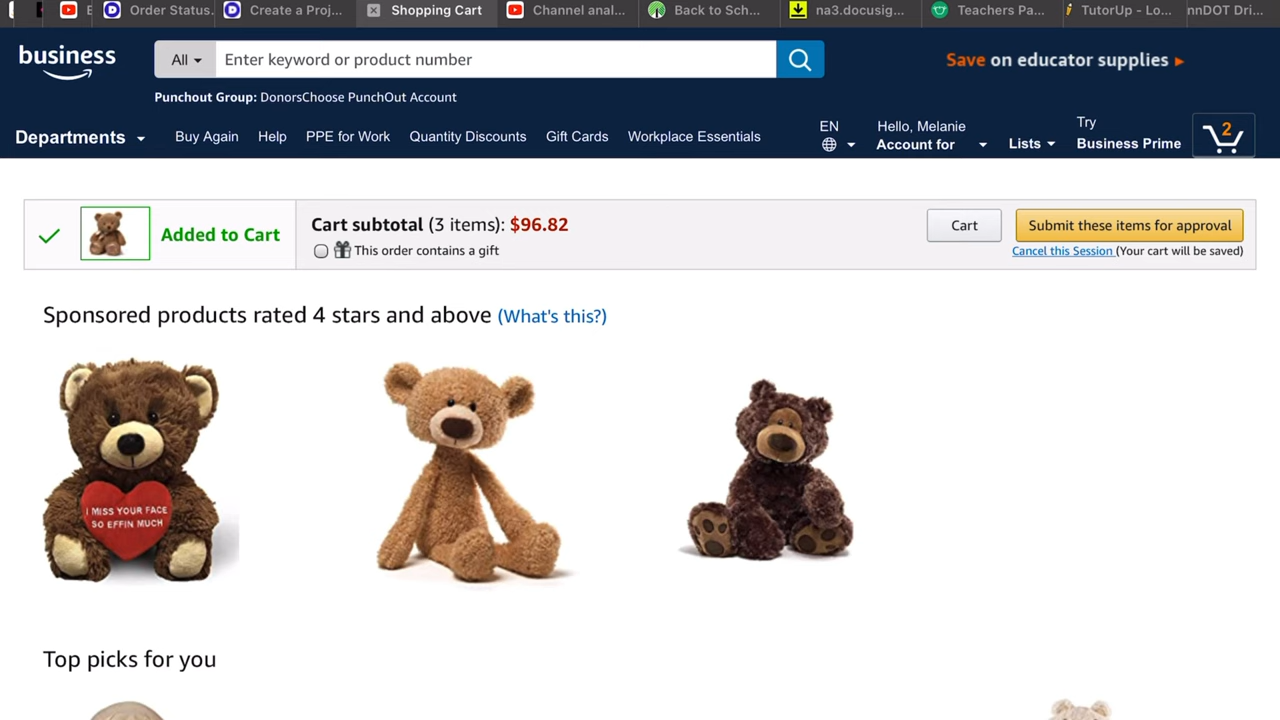 Order Status.
Create a Proj...
Shopping Cart
Channel anal...
Back to Sch...
na3.docusig...
Teachers Pa...
TutorUp - Lo...
nnDOT Dri...
business
All
Enter keyword or product number
Save on educator supplies ▸
Punchout Group: DonorsChoose PunchOut Account
Departments
Buy Again
Help
PPE for Work
Quantity Discounts
Gift Cards
Workplace Essentials
EN
Hello, Melanie
Account for
Lists
Try
Business Prime
2
Added to Cart
Cart subtotal (3 items): $96.82
This order contains a gift
Cart
Submit these items for approval
Cancel this Session (Your cart will be saved)
Sponsored products rated 4 stars and above (What's this?)
I MISS YOUR FACE
SO EFFIN MUCH
Top picks for you